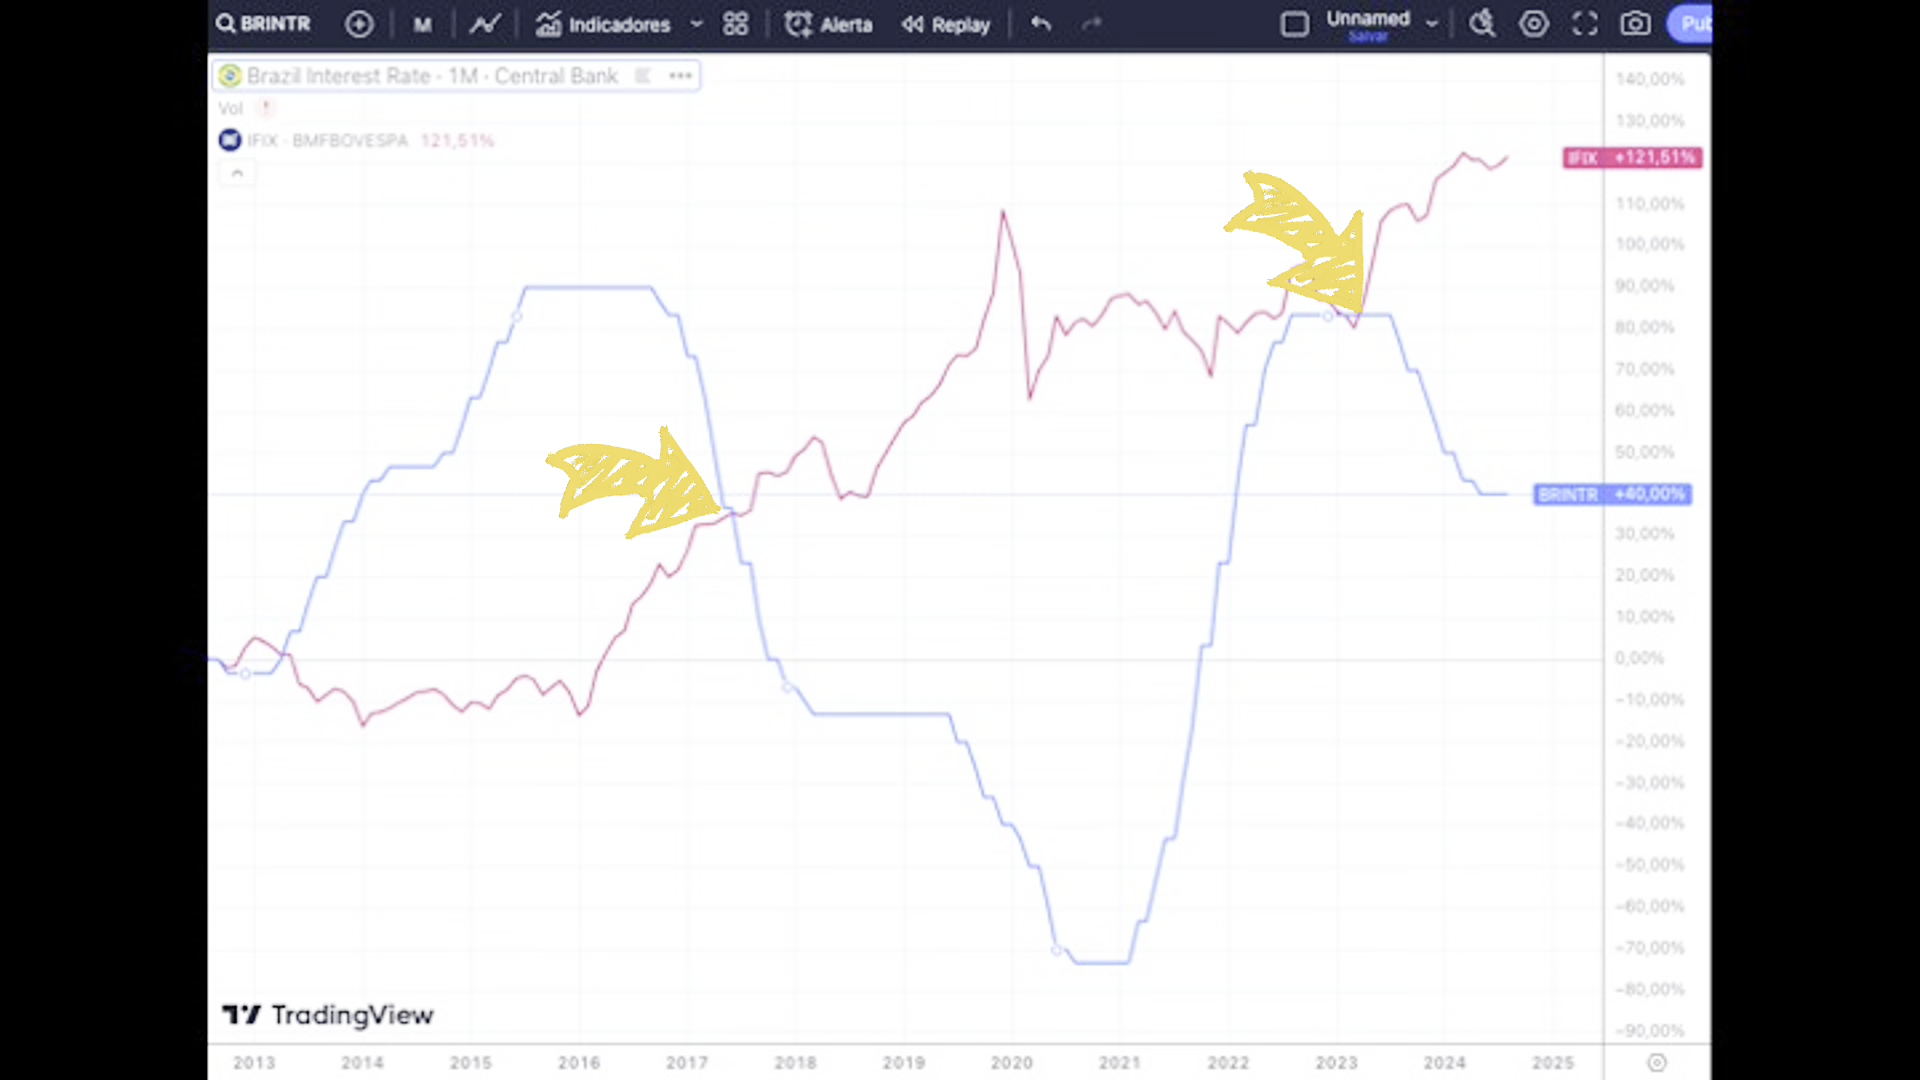 BRINTR M Indicadores Alerta Replay Unnamed Pub
Salvar
Brazil Interest Rate · 1M · Central Bank
Vol
IFIX · BMFBOVESPA 121,51%
140,00%
130,00%
IFIX +121,51%
110,00%
100,00%
90,00%
80,00%
70,00%
60,00%
50,00%
BRINTR +40,00%
30,00%
20,00%
10,00%
0,00%
−10,00%
−20,00%
−30,00%
−40,00%
−50,00%
−60,00%
−70,00%
−80,00%
−90,00%
TradingView
2013 2014 2015 2016 2017 2018 2019 2020 2021 2022 2023 2024 2025